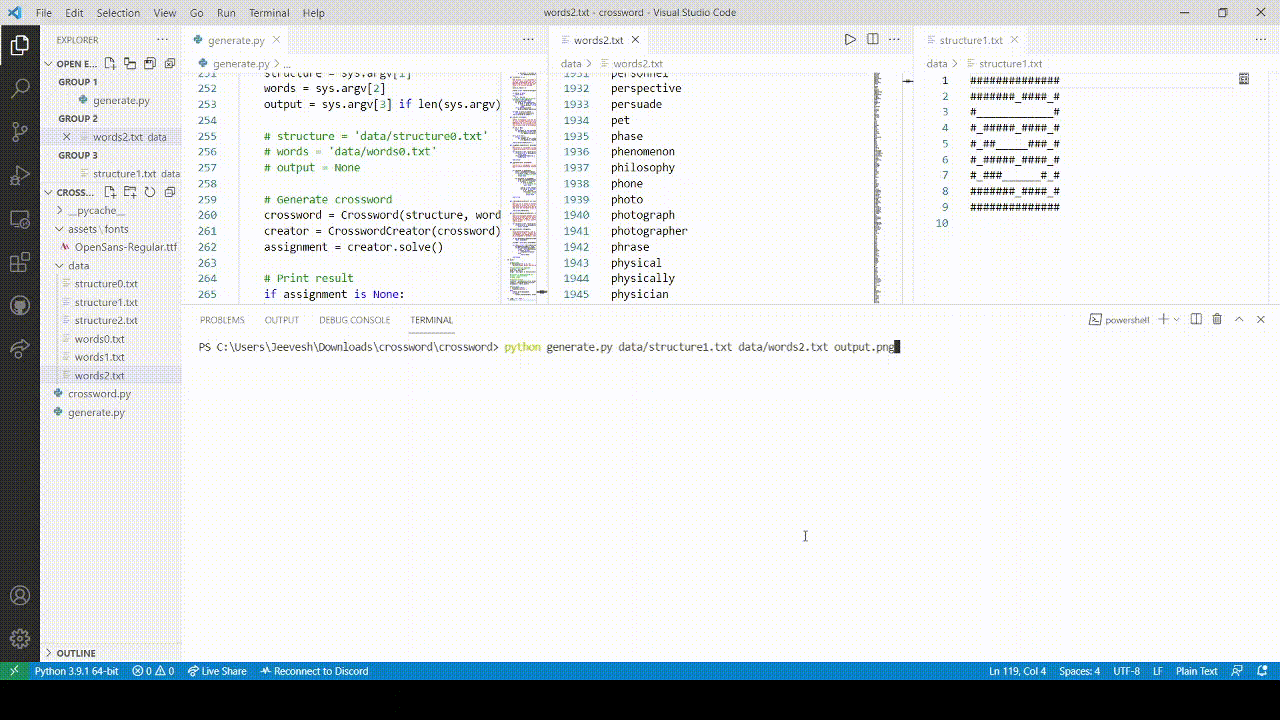 File Edit Selection View Go Run Terminal Help
words2.txt - crossword - Visual Studio Code
EXPLORER
OPEN E...
GROUP 1
generate.py
GROUP 2
words2.txt data
GROUP 3
structure1.txt data
CROSS...
__pycache__
assets\fonts
OpenSans-Regular.ttf
data
structure0.txt
structure1.txt
structure2.txt
words0.txt
words1.txt
words2.txt
crossword.py
generate.py
OUTLINE
generate.py
generate.py > ...
251 structure = sys.argv[1]
252 words = sys.argv[2]
253 output = sys.argv[3] if len(sys.argv)
254
255 # structure = 'data/structure0.txt'
256 # words = 'data/words0.txt'
257 # output = None
258
259 # Generate crossword
260 crossword = Crossword(structure, word
261 creator = CrosswordCreator(crossword)
262 assignment = creator.solve()
263
264 # Print result
265 if assignment is None:
words2.txt
data > words2.txt
1931 personnel
1932 perspective
1933 persuade
1934 pet
1935 phase
1936 phenomenon
1937 philosophy
1938 phone
1939 photo
1940 photograph
1941 photographer
1942 phrase
1943 physical
1944 physically
1945 physician
structure1.txt
data > structure1.txt
1 ##############
2 #######_####_#
3 #____________#
4 #_#####_####_#
5 #_##_____###_#
6 #_#####_####_#
7 #_###______#_#
8 #######_####_#
9 ##############
10
PROBLEMS OUTPUT DEBUG CONSOLE TERMINAL
powershell
PS C:\Users\Jeevesh\Downloads\crossword\crossword> python generate.py data/structure1.txt data/words2.txt output.png
Python 3.9.1 64-bit 0 0 Live Share Reconnect to Discord
Ln 119, Col 4 Spaces: 4 UTF-8 LF Plain Text